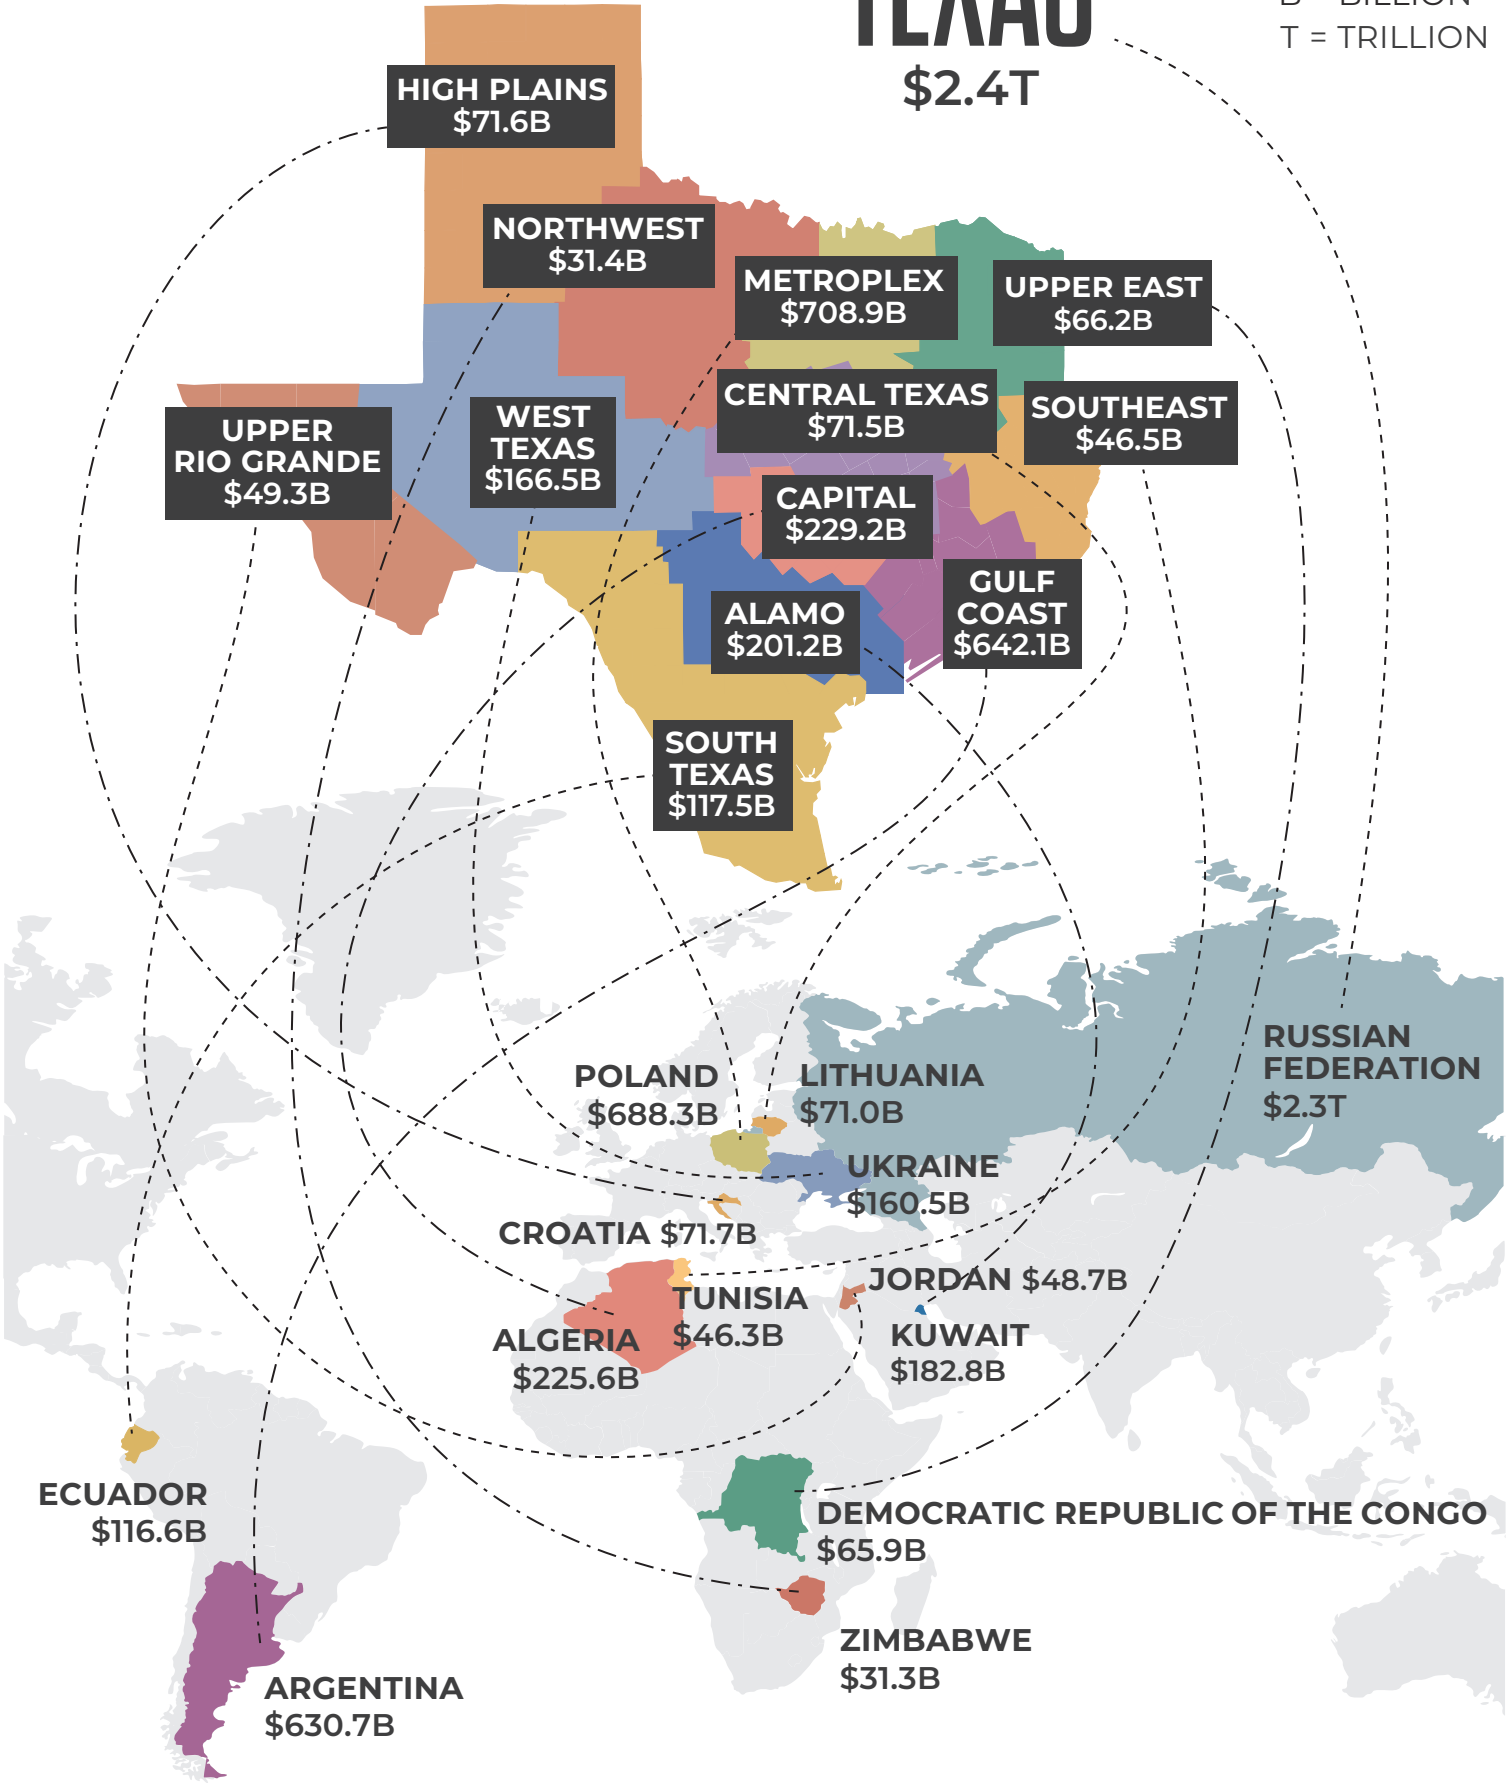 TEXAS
$2.4T
B = BILLION
T = TRILLION
HIGH PLAINS
$71.6B
NORTHWEST
$31.4B
METROPLEX
$708.9B
UPPER EAST
$66.2B
UPPER
RIO GRANDE
$49.3B
WEST
TEXAS
$166.5B
CENTRAL TEXAS
$71.5B
SOUTHEAST
$46.5B
CAPITAL
$229.2B
ALAMO
$201.2B
GULF
COAST
$642.1B
SOUTH
TEXAS
$117.5B
RUSSIAN
FEDERATION
$2.3T
POLAND
$688.3B
LITHUANIA
$71.0B
UKRAINE
$160.5B
CROATIA $71.7B
JORDAN $48.7B
TUNISIA
$46.3B
ALGERIA
$225.6B
KUWAIT
$182.8B
ECUADOR
$116.6B
DEMOCRATIC REPUBLIC OF THE CONGO
$65.9B
ZIMBABWE
$31.3B
ARGENTINA
$630.7B